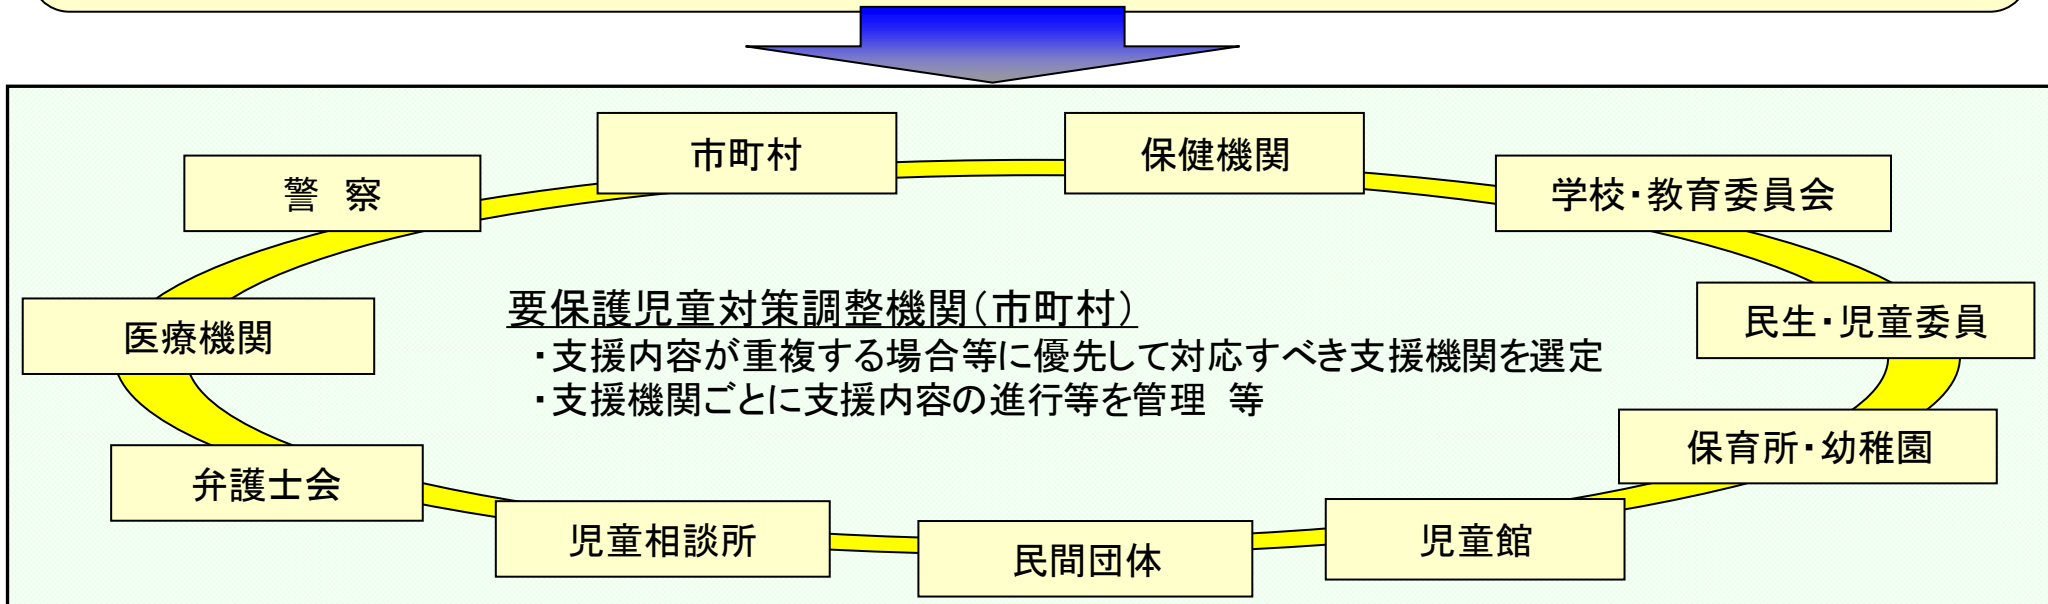 市町村
保健機関
警　察
学校・教育委員会
要保護児童対策調整機関（市町村）
・支援内容が重複する場合等に優先して対応すべき支援機関を選定
・支援機関ごとに支援内容の進行等を管理　等
医療機関
民生・児童委員
弁護士会
保育所・幼稚園
児童相談所
民間団体
児童館